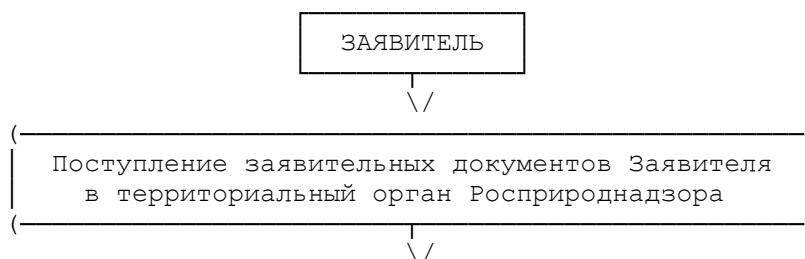 ЗАЯВИТЕЛЬ
Поступление заявительных документов Заявителя
в территориальный орган Росприроднадзора